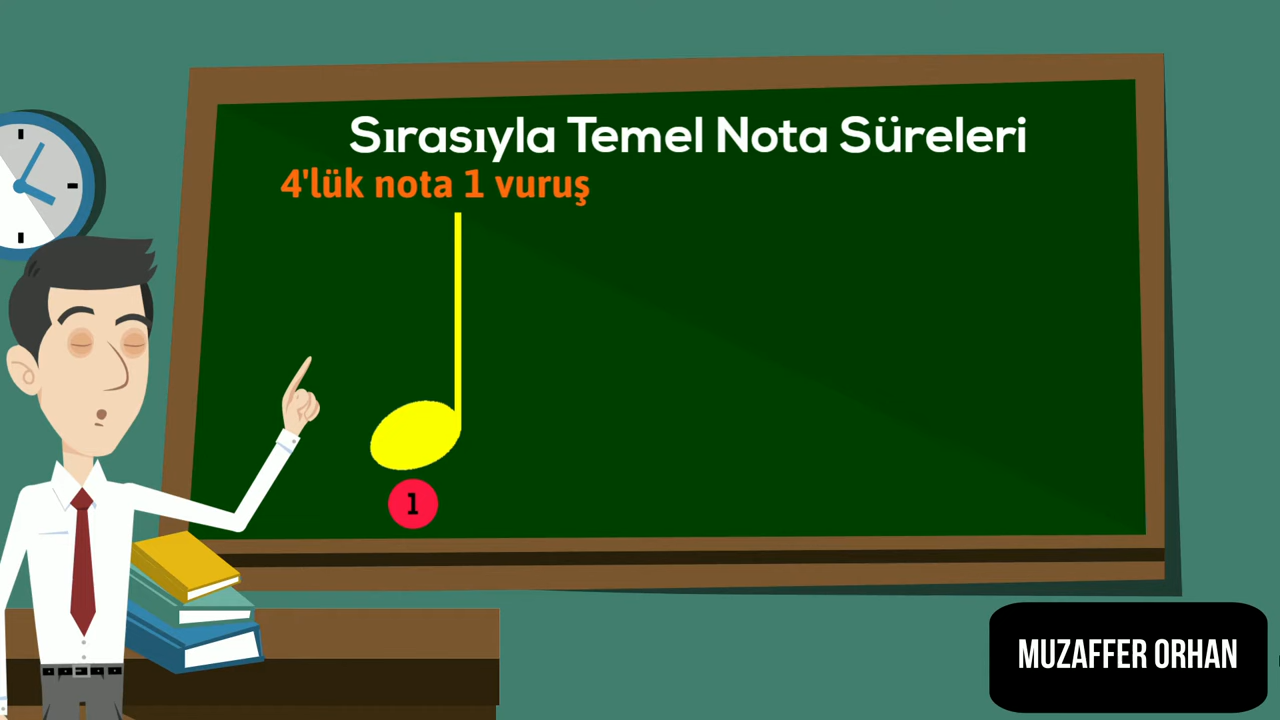 Sırasıyla Temel Nota Süreleri
4'lük nota 1 vuruş
1
MUZAFFER ORHAN